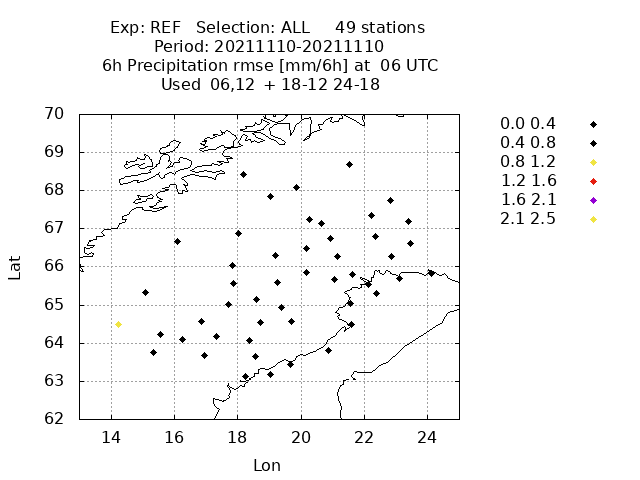 Exp: REF   Selection: ALL     49 stations
Period: 20211110-20211110
6h Precipitation rmse [mm/6h] at  06 UTC
Used  06,12  + 18-12 24-18
0.0 0.4
0.4 0.8
0.8 1.2
1.2 1.6
1.6 2.1
2.1 2.5
70
69
68
67
66
65
64
63
62
Lat
14 16 18 20 22 24
Lon